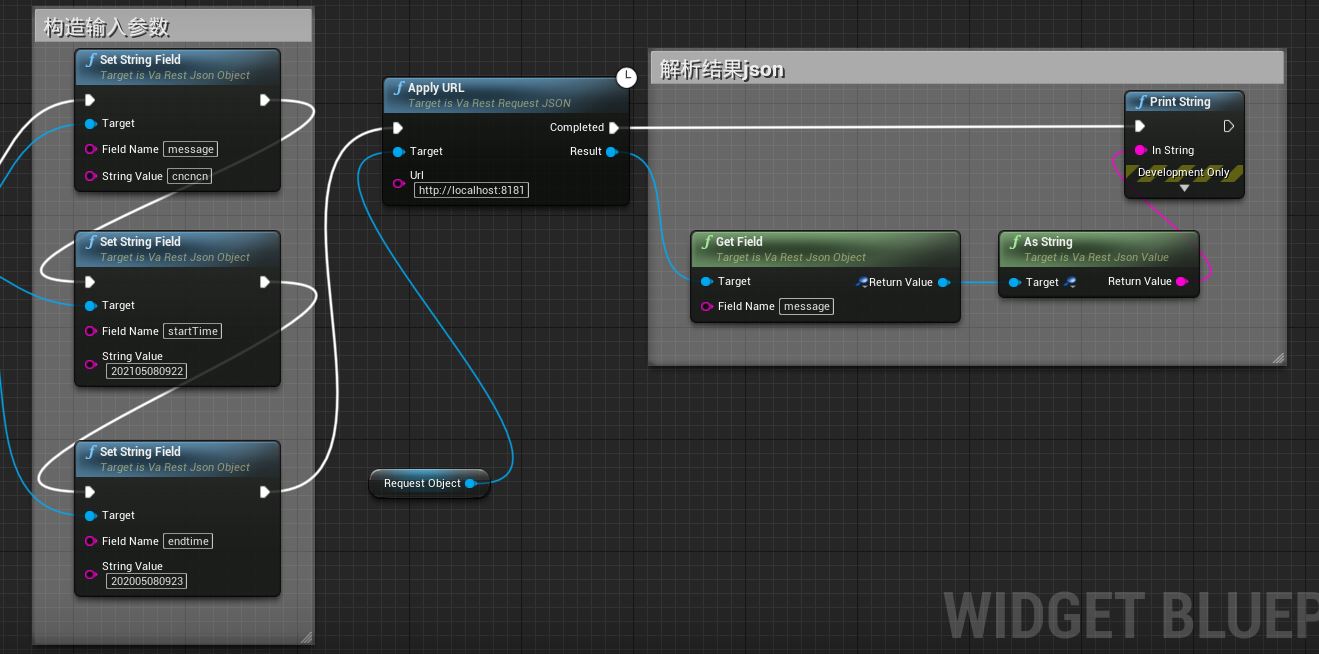 构造输入参数
Set String Field
Target is Va Rest Json Object
Target
Field Name message
String Value cncncn
Set String Field
Target is Va Rest Json Object
Target
Field Name startTime
String Value
202105080922
Set String Field
Target is Va Rest Json Object
Target
Field Name endtime
String Value
202005080923
Apply URL
Target is Va Rest Request JSON
Completed
Target Result
Url
http://localhost:8181
Request Object
解析结果json
Print String
In String
Development Only
Get Field
Target is Va Rest Json Object
Target Return Value
Field Name message
As String
Target is Va Rest Json Value
Target Return Value
WIDGET BLUEP